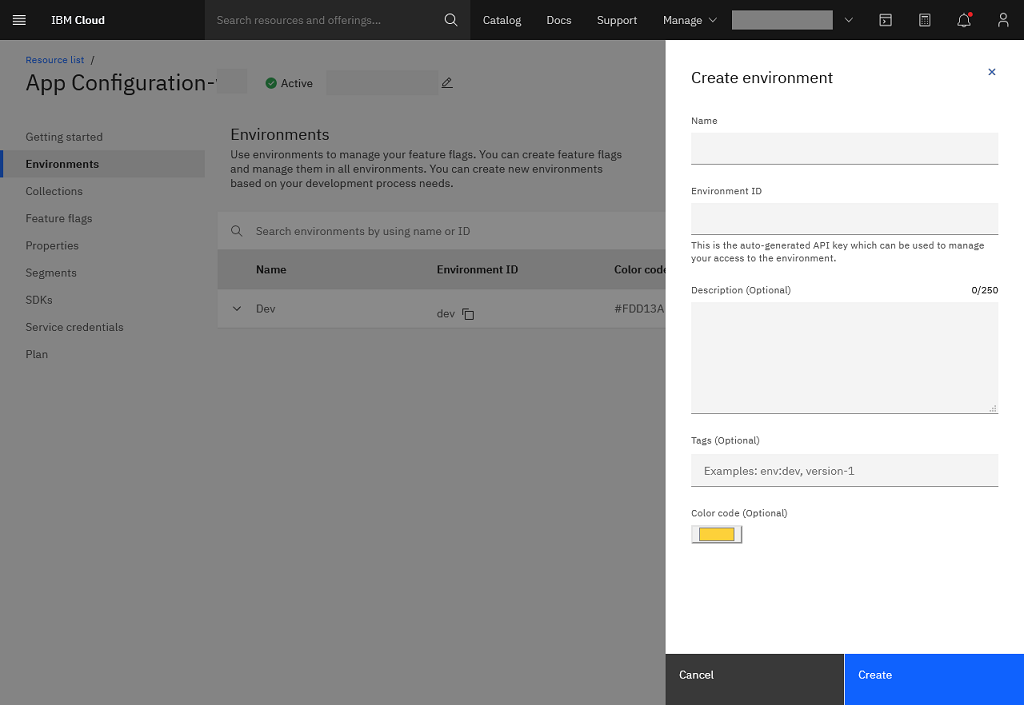 IBM Cloud
Search resources and offerings...
Catalog
Docs
Support
Manage
Resource list /
App Configuration-
Active
Getting started
Environments
Collections
Feature flags
Properties
Segments
SDKs
Service credentials
Plan
Environments
Use environments to manage your feature flags. You can create feature flags
and manage them in all environments. You can create new environments
based on your development process needs.
Search environments by using name or ID
Name Environment ID Color code
Dev dev #FDD13A
Create environment
Name
Environment ID
This is the auto-generated API key which can be used to manage
your access to the environment.
Description (Optional) 0/250
Tags (Optional)
Examples: env:dev, version-1
Color code (Optional)
Cancel
Create